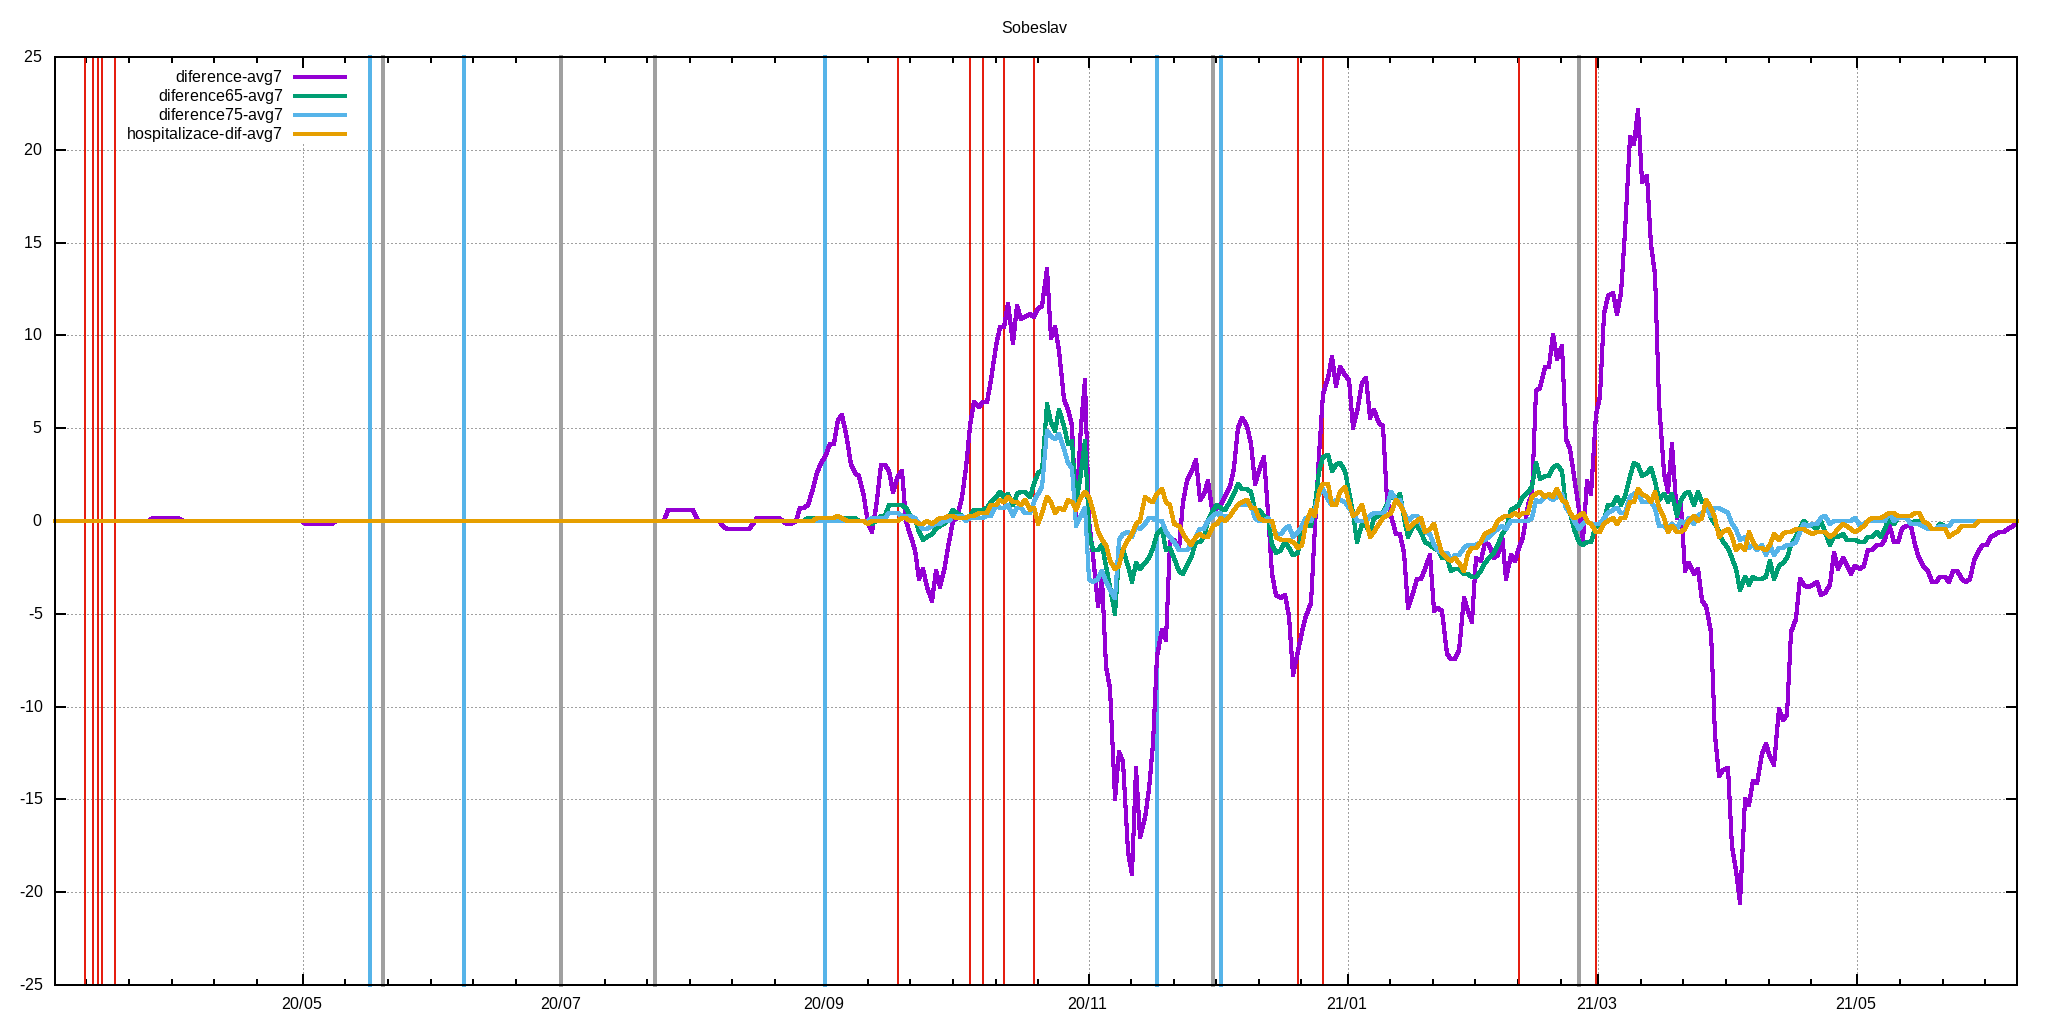 Sobeslav
25
diference-avg7
diference65-avg7
diference75-avg7
hospitalizace-dif-avg7
20
15
10
5
0
-5
-10
-15
-20
-25
20/05 20/07 20/09 20/11 21/01 21/03 21/05